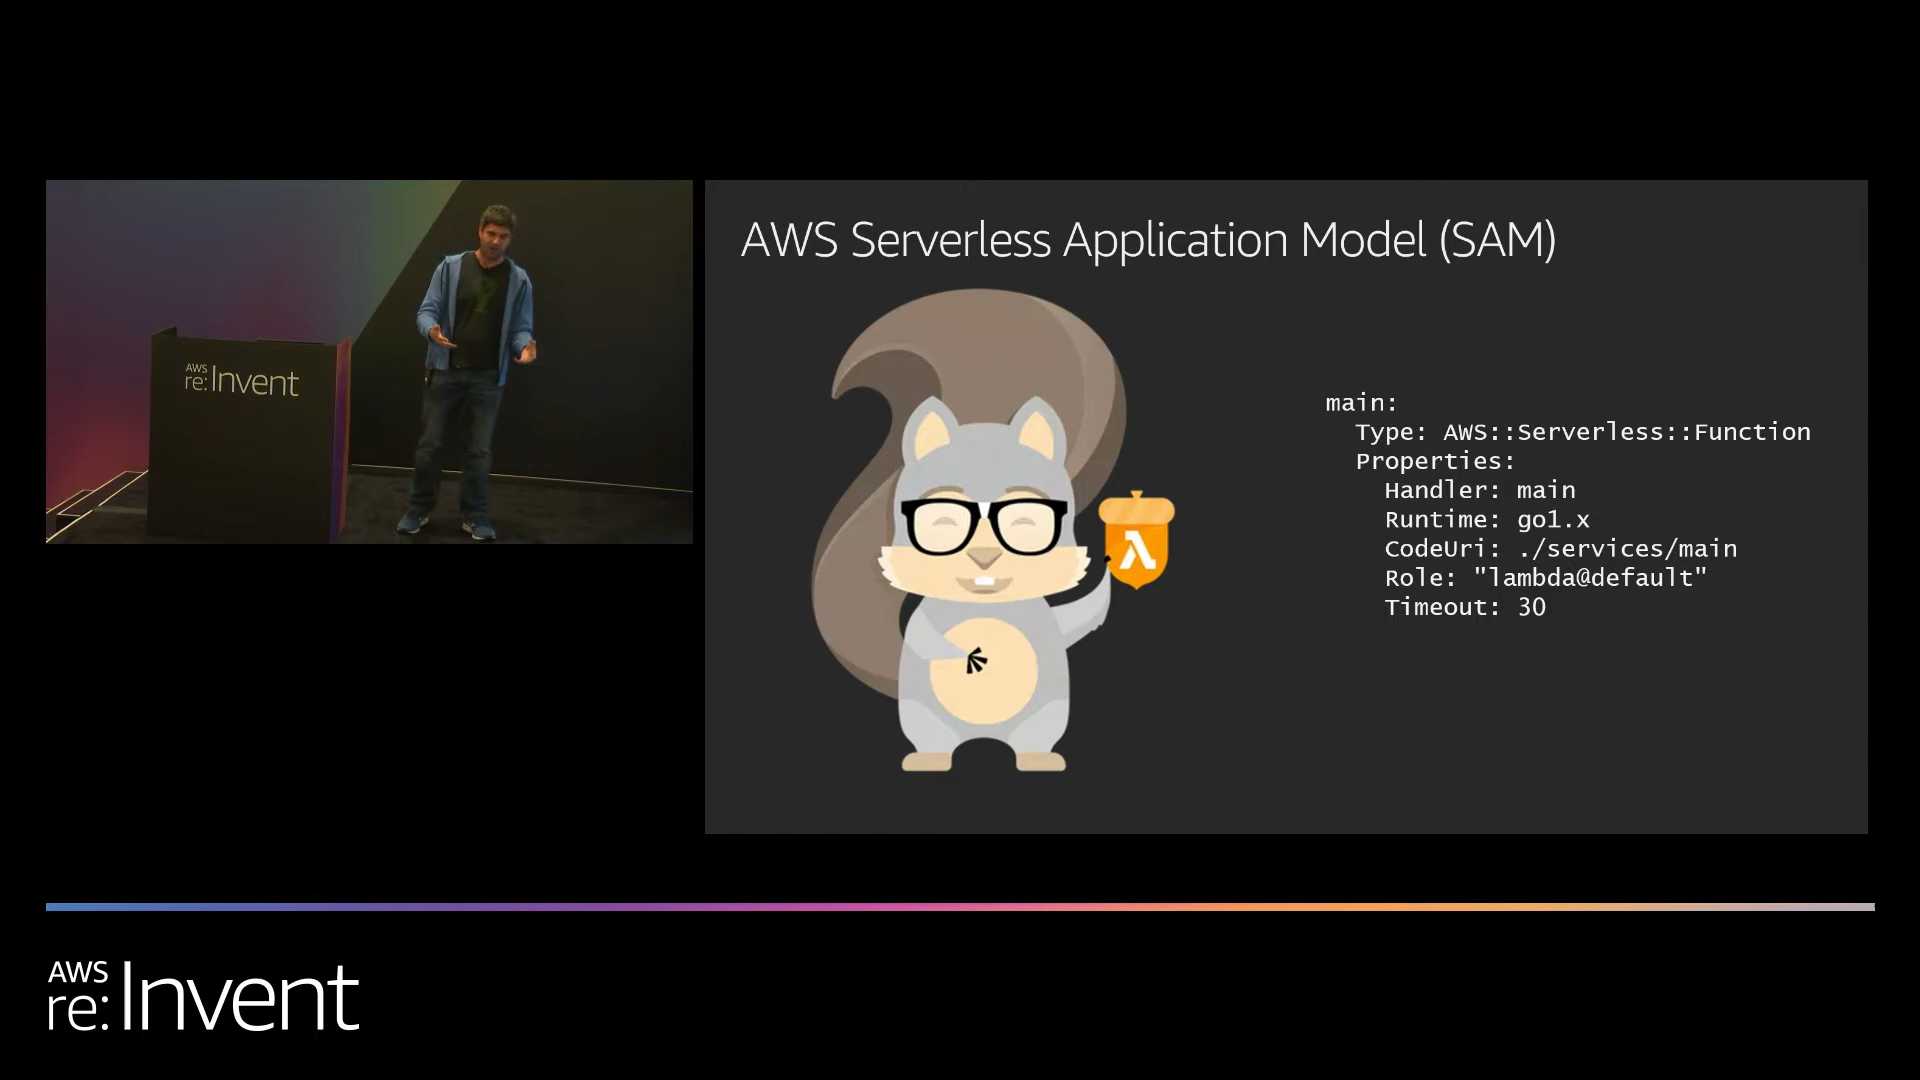 AWS
re:Invent
AWS Serverless Application Model (SAM)
λ
main:
  Type: AWS::Serverless::Function
  Properties:
    Handler: main
    Runtime: go1.x
    CodeUri: ./services/main
    Role: "lambda@default"
    Timeout: 30
AWS
re:Invent